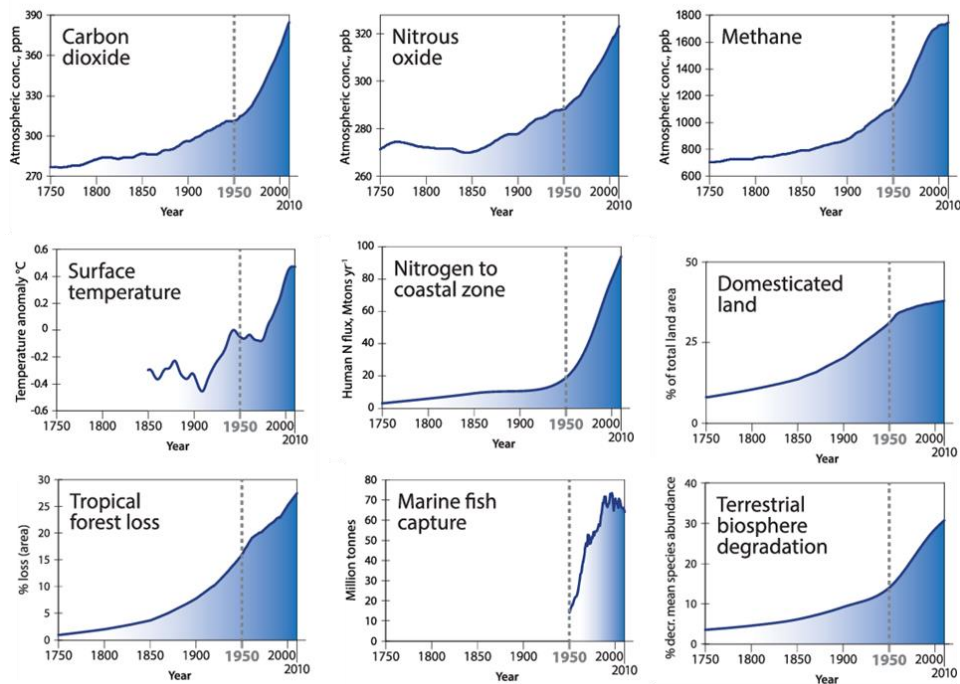 Carbon
dioxide
Atmospheric conc., ppm
390
360
330
300
270
1750 1800 1850 1900 1950 2000
2010
Year
Nitrous
oxide
Atmospheric conc., ppb
320
300
280
260
1750 1800 1850 1900 1950 2000
2010
Year
Methane
Atmospheric conc., ppb
1800
1600
1400
1200
1000
800
600
1750 1800 1850 1900 1950 2000
2010
Year
Surface
temperature
Temperature anomaly °C
0.6
0.4
0.2
0
-0.2
-0.4
-0.6
1750 1800 1850 1900 1950 2000
2010
Year
Nitrogen to
coastal zone
Human N flux, Mtons yr-1
100
80
60
40
20
0
1750 1800 1850 1900 1950 2000
2010
Year
Domesticated
land
% of total land area
50
25
0
1750 1800 1850 1900 1950 2000
2010
Year
Tropical
forest loss
% loss (area)
30
25
20
15
10
5
0
1750 1800 1850 1900 1950 2000
2010
Year
Marine fish
capture
Million tonnes
80
70
60
50
40
30
20
10
0
1750 1800 1850 1900 1950 2000
2010
Year
Terrestrial
biosphere
degradation
% decr. mean species abundance
40
30
20
10
0
1750 1800 1850 1900 1950 2000
2010
Year